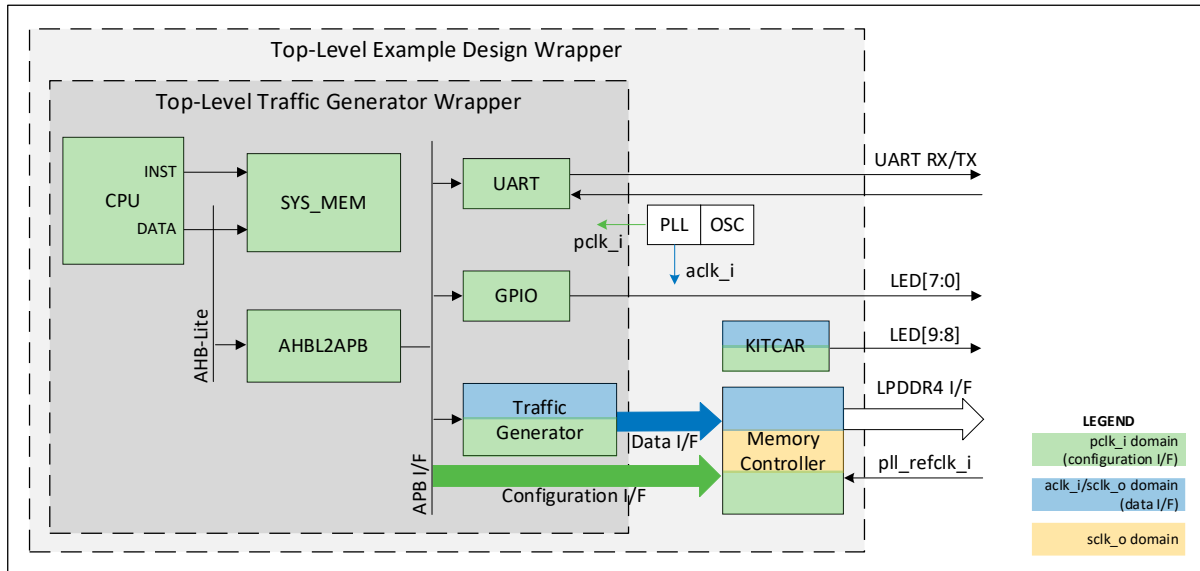 Top-Level Example Design Wrapper
Top-Level Traffic Generator Wrapper
CPU
INST
DATA
SYS_MEM
AHB-Lite
AHBL2APB
APB I/F
UART
UART RX/TX
PLL
OSC
pclk_i
aclk_i
GPIO
LED[7:0]
KITCAR
LED[9:8]
Traffic
Generator
Data I/F
Configuration I/F
Memory
Controller
LPDDR4 I/F
pll_refclk_i
LEGEND
pclk_i domain
(configuration I/F)
aclk_i/sclk_o domain
(data I/F)
sclk_o domain